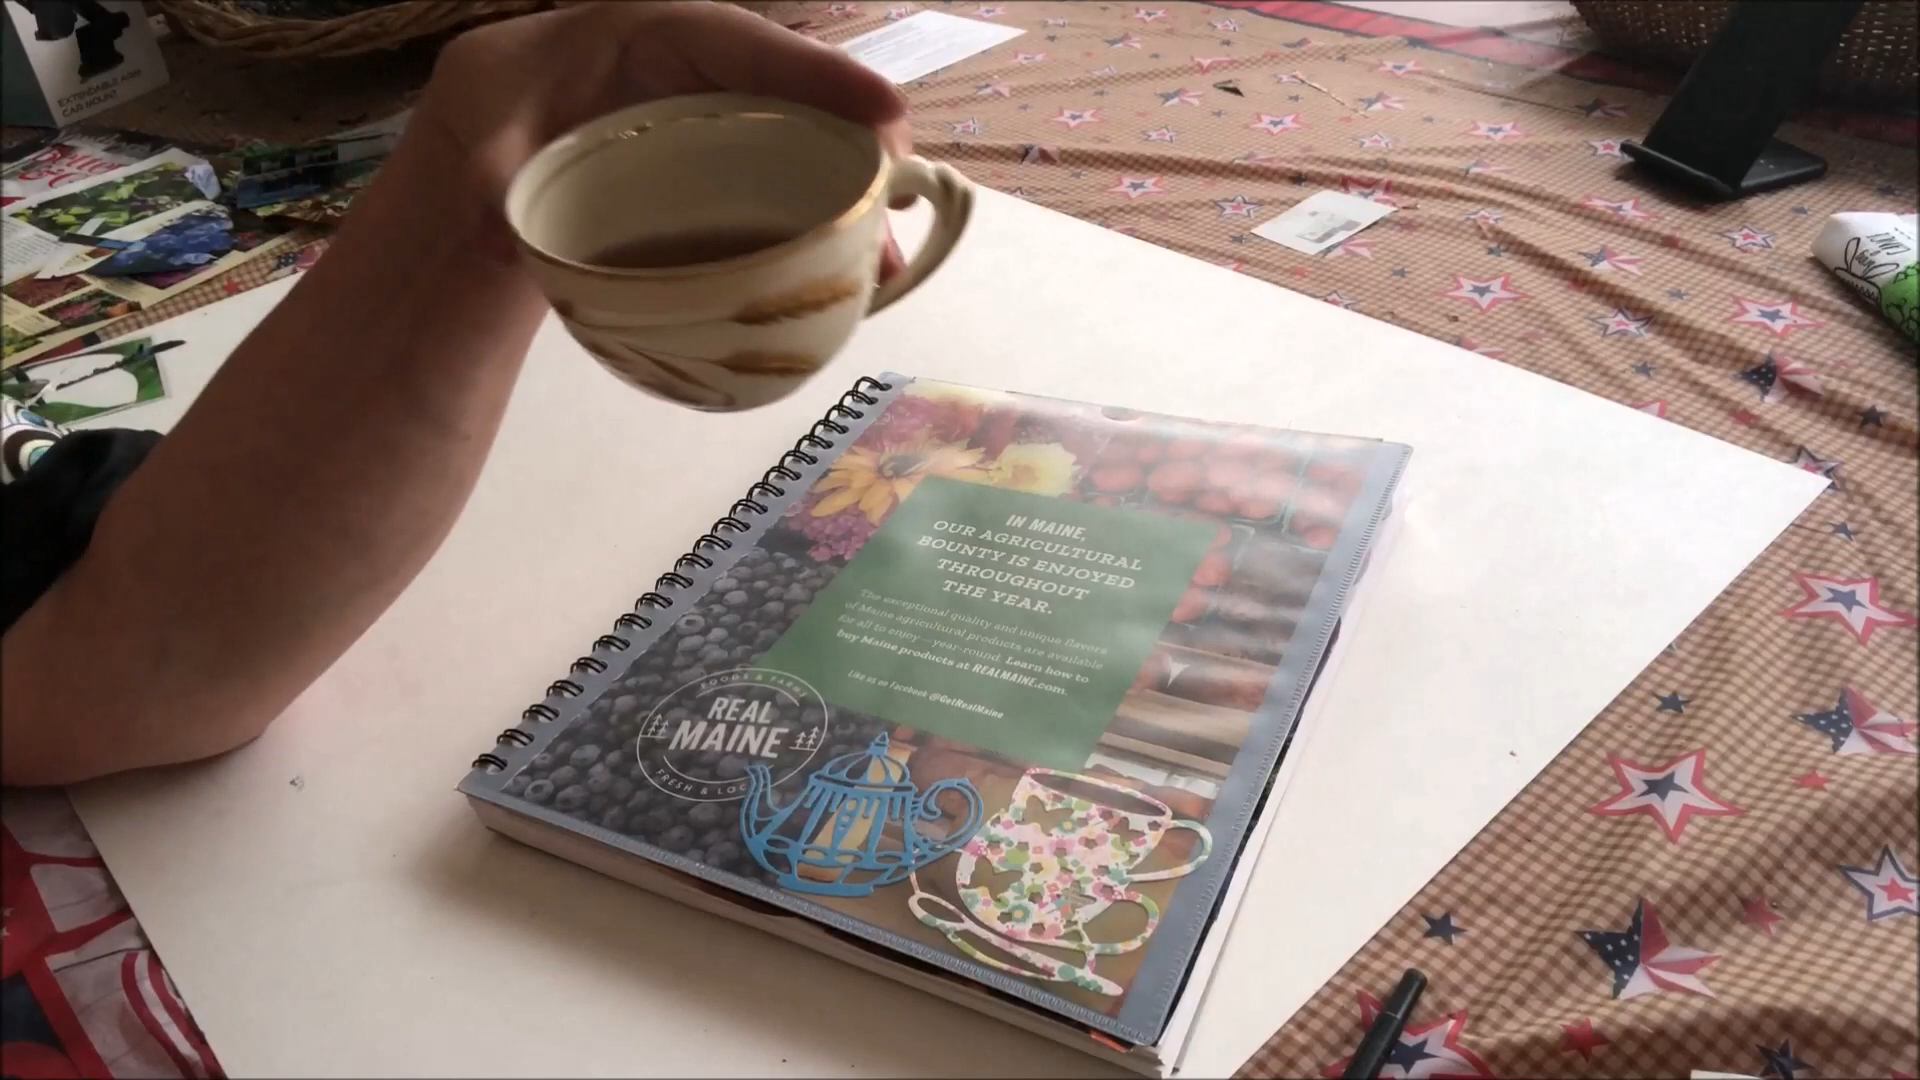 EXTENDABLE ARM
CAR MOUNT
IN MAINE,
OUR AGRICULTURAL
BOUNTY IS ENJOYED
THROUGHOUT
THE YEAR.
The exceptional quality and unique flavors
of Maine agricultural products are available
for all to enjoy—year-round. Learn how to
buy Maine products at REALMAINE.com.
Like us on Facebook @GetRealMaine
FOODS & FARMS
REAL
MAINE
FRESH & LOC